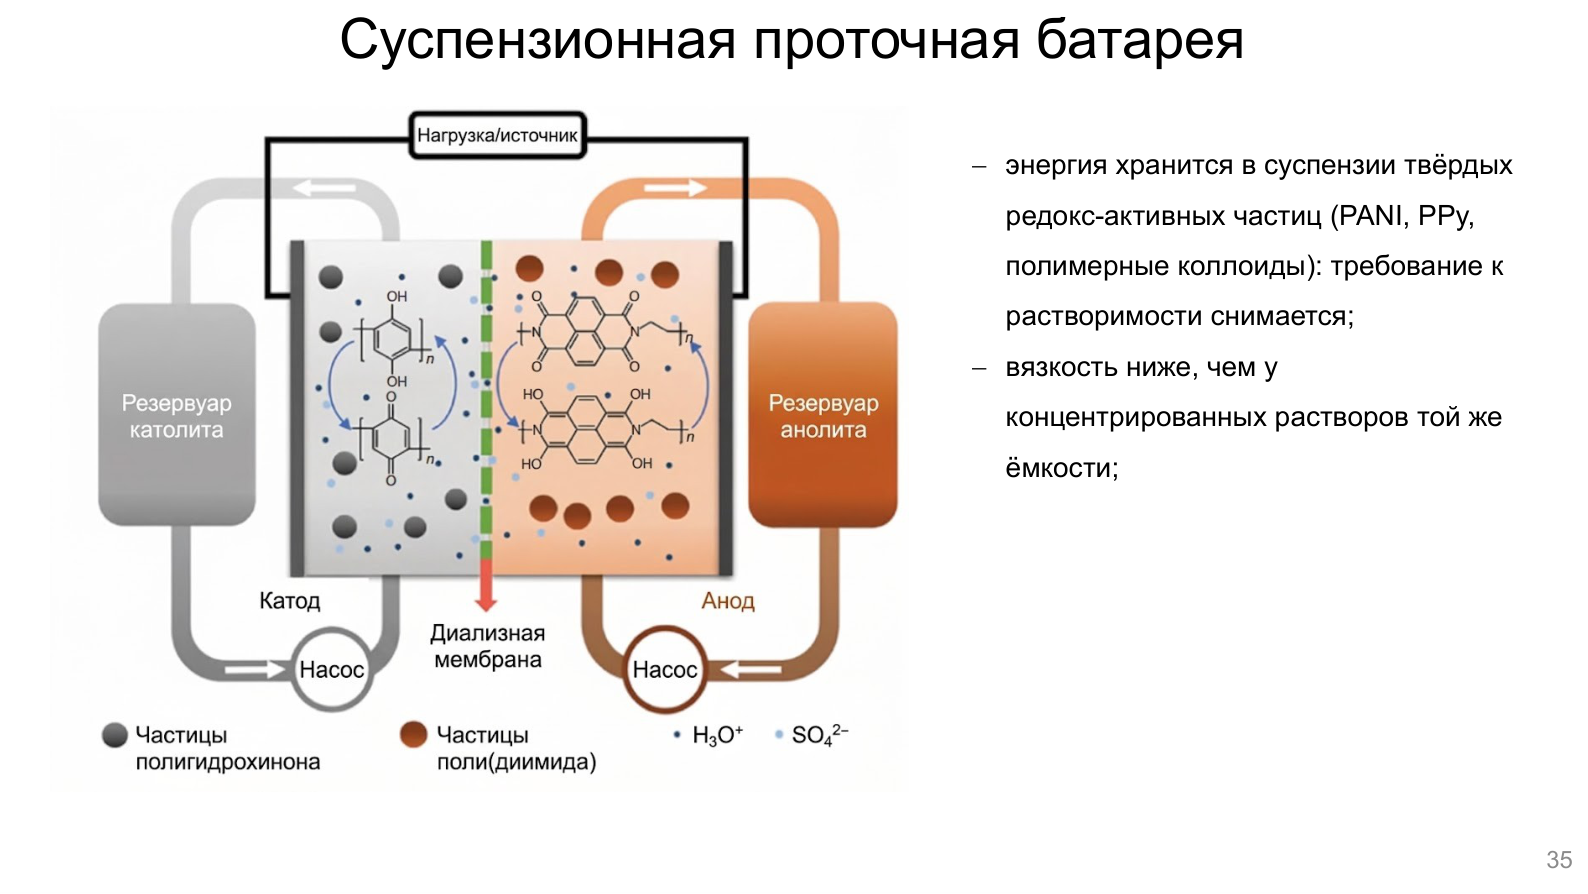 Суспензионная проточная батарея
Нагрузка/источник
Резервуар
католита
OH
n
OH
O
n
O
O
O
N
N
n
O
O
HO
OH
N
N
n
HO
OH
Резервуар
анолита
Катод
Анод
Диализная
мембрана
Насос
Насос
Частицы
полигидрохинона
Частицы
поли(диимида)
H₃O⁺
SO₄²⁻
– энергия хранится в суспензии твёрдых
редокс-активных частиц (PANI, PPy,
полимерные коллоиды): требование к
растворимости снимается;
– вязкость ниже, чем у
концентрированных растворов той же
ёмкости;
35